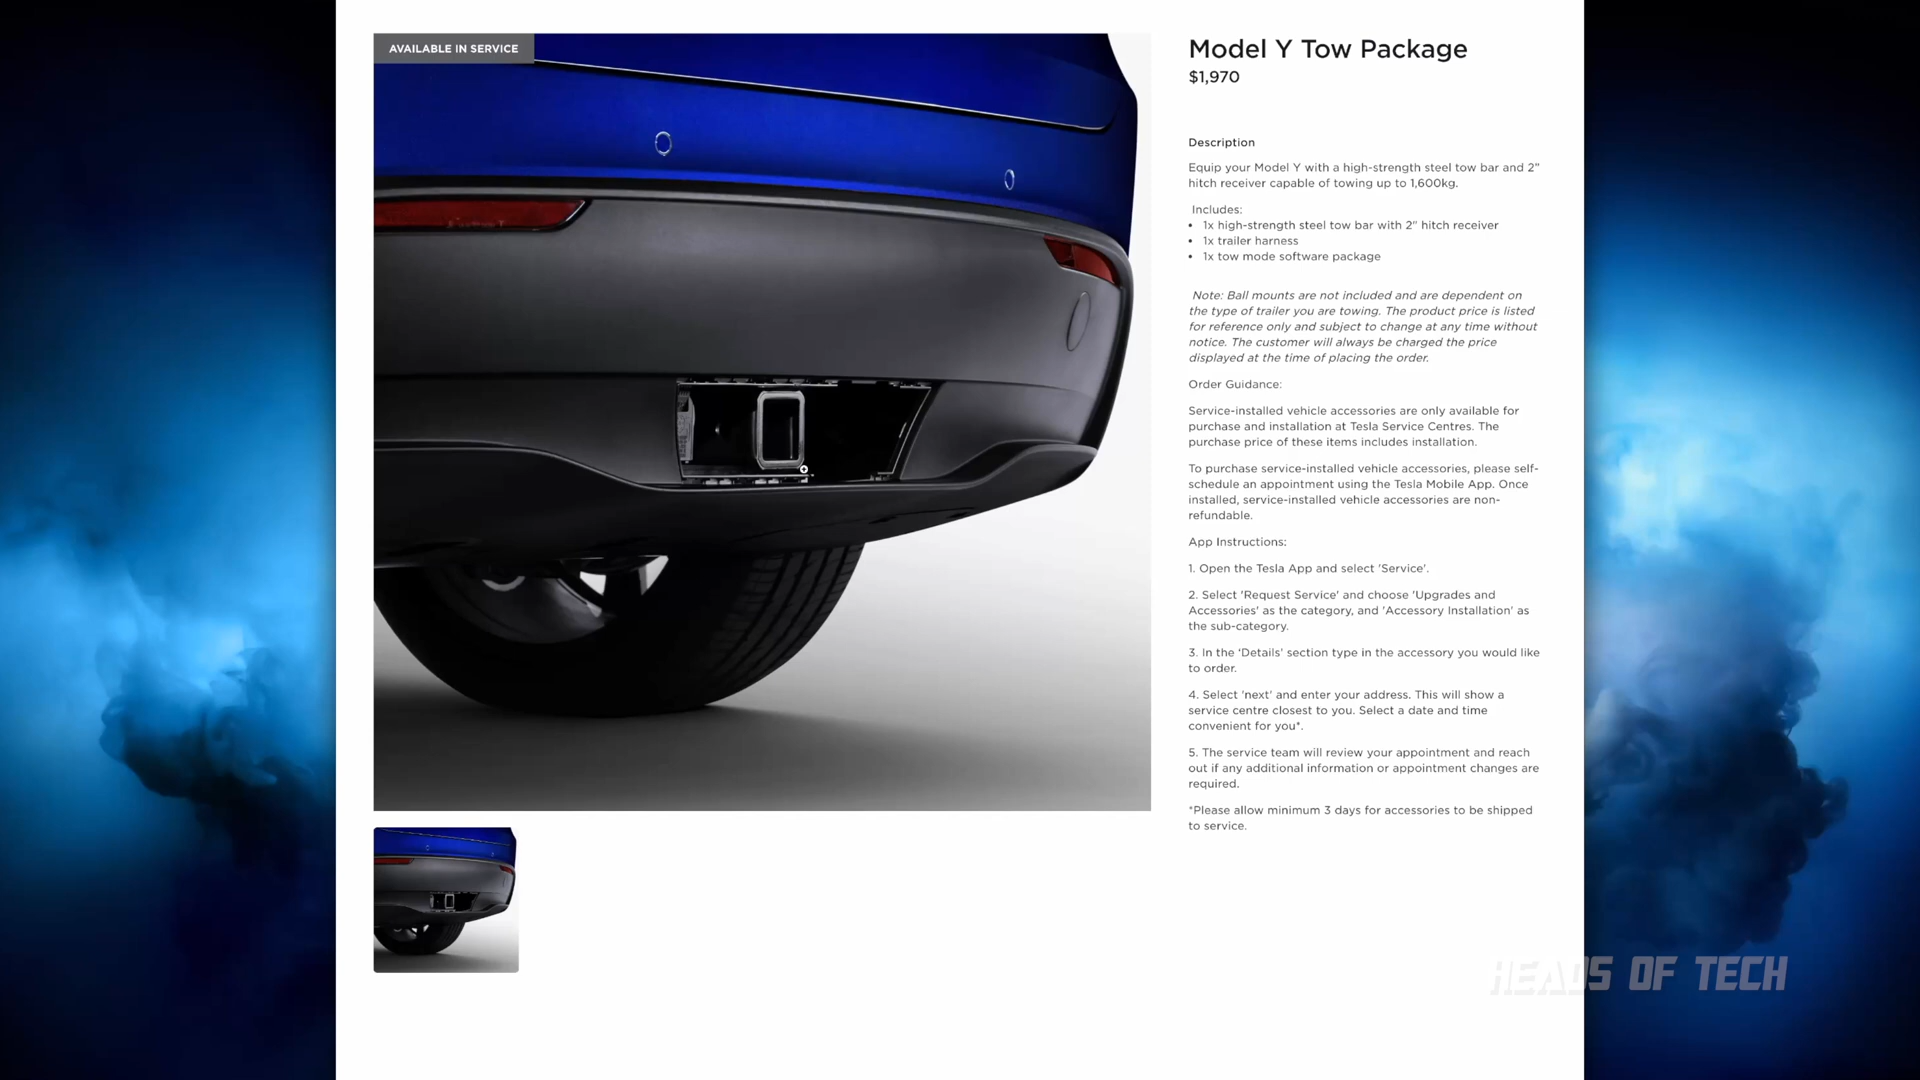 AVAILABLE IN SERVICE
Model Y Tow Package
$1,970
Description
Equip your Model Y with a high-strength steel tow bar and 2"
hitch receiver capable of towing up to 1,600kg.
Includes:
• 1x high-strength steel tow bar with 2" hitch receiver
• 1x trailer harness
• 1x tow mode software package
Note: Ball mounts are not included and are dependent on
the type of trailer you are towing. The product price is listed
for reference only and subject to change at any time without
notice. The customer will always be charged the price
displayed at the time of placing the order.
Order Guidance:
Service-installed vehicle accessories are only available for
purchase and installation at Tesla Service Centres. The
purchase price of these items includes installation.
To purchase service-installed vehicle accessories, please self-
schedule an appointment using the Tesla Mobile App. Once
installed, service-installed vehicle accessories are non-
refundable.
App Instructions:
1. Open the Tesla App and select 'Service'.
2. Select 'Request Service' and choose 'Upgrades and
Accessories' as the category, and 'Accessory Installation' as
the sub-category.
3. In the ‘Details’ section type in the accessory you would like
to order.
4. Select 'next' and enter your address. This will show a
service centre closest to you. Select a date and time
convenient for you*.
5. The service team will review your appointment and reach
out if any additional information or appointment changes are
required.
*Please allow minimum 3 days for accessories to be shipped
to service.
HEADS OF TECH